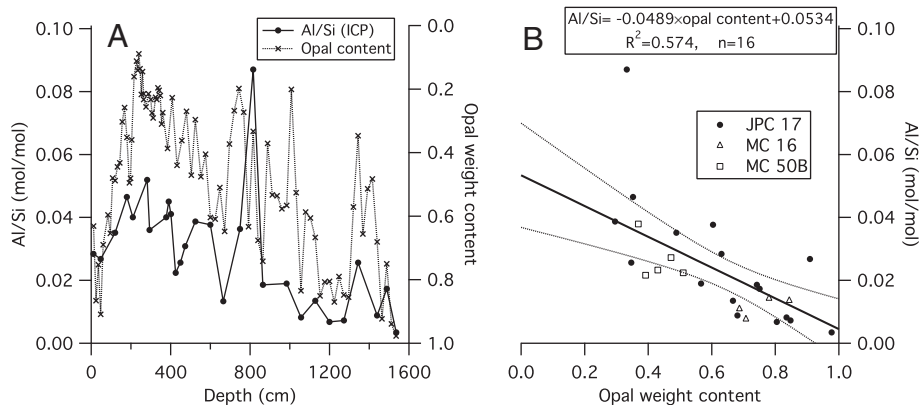 A
Al/Si (ICP)
Opal content
0.10
0.08
0.06
0.04
0.02
0.00
Al/Si (mol/mol)
0.0
0.2
0.4
0.6
0.8
1.0
Opal weight content
0 400 800 1200 1600
Depth (cm)
B
Al/Si= -0.0489×opal content+0.0534
R²=0.574, n=16
JPC 17
MC 16
MC 50B
0.10
0.08
0.06
0.04
0.02
0.00
Al/Si (mol/mol)
0.0 0.2 0.4 0.6 0.8 1.0
Opal weight content